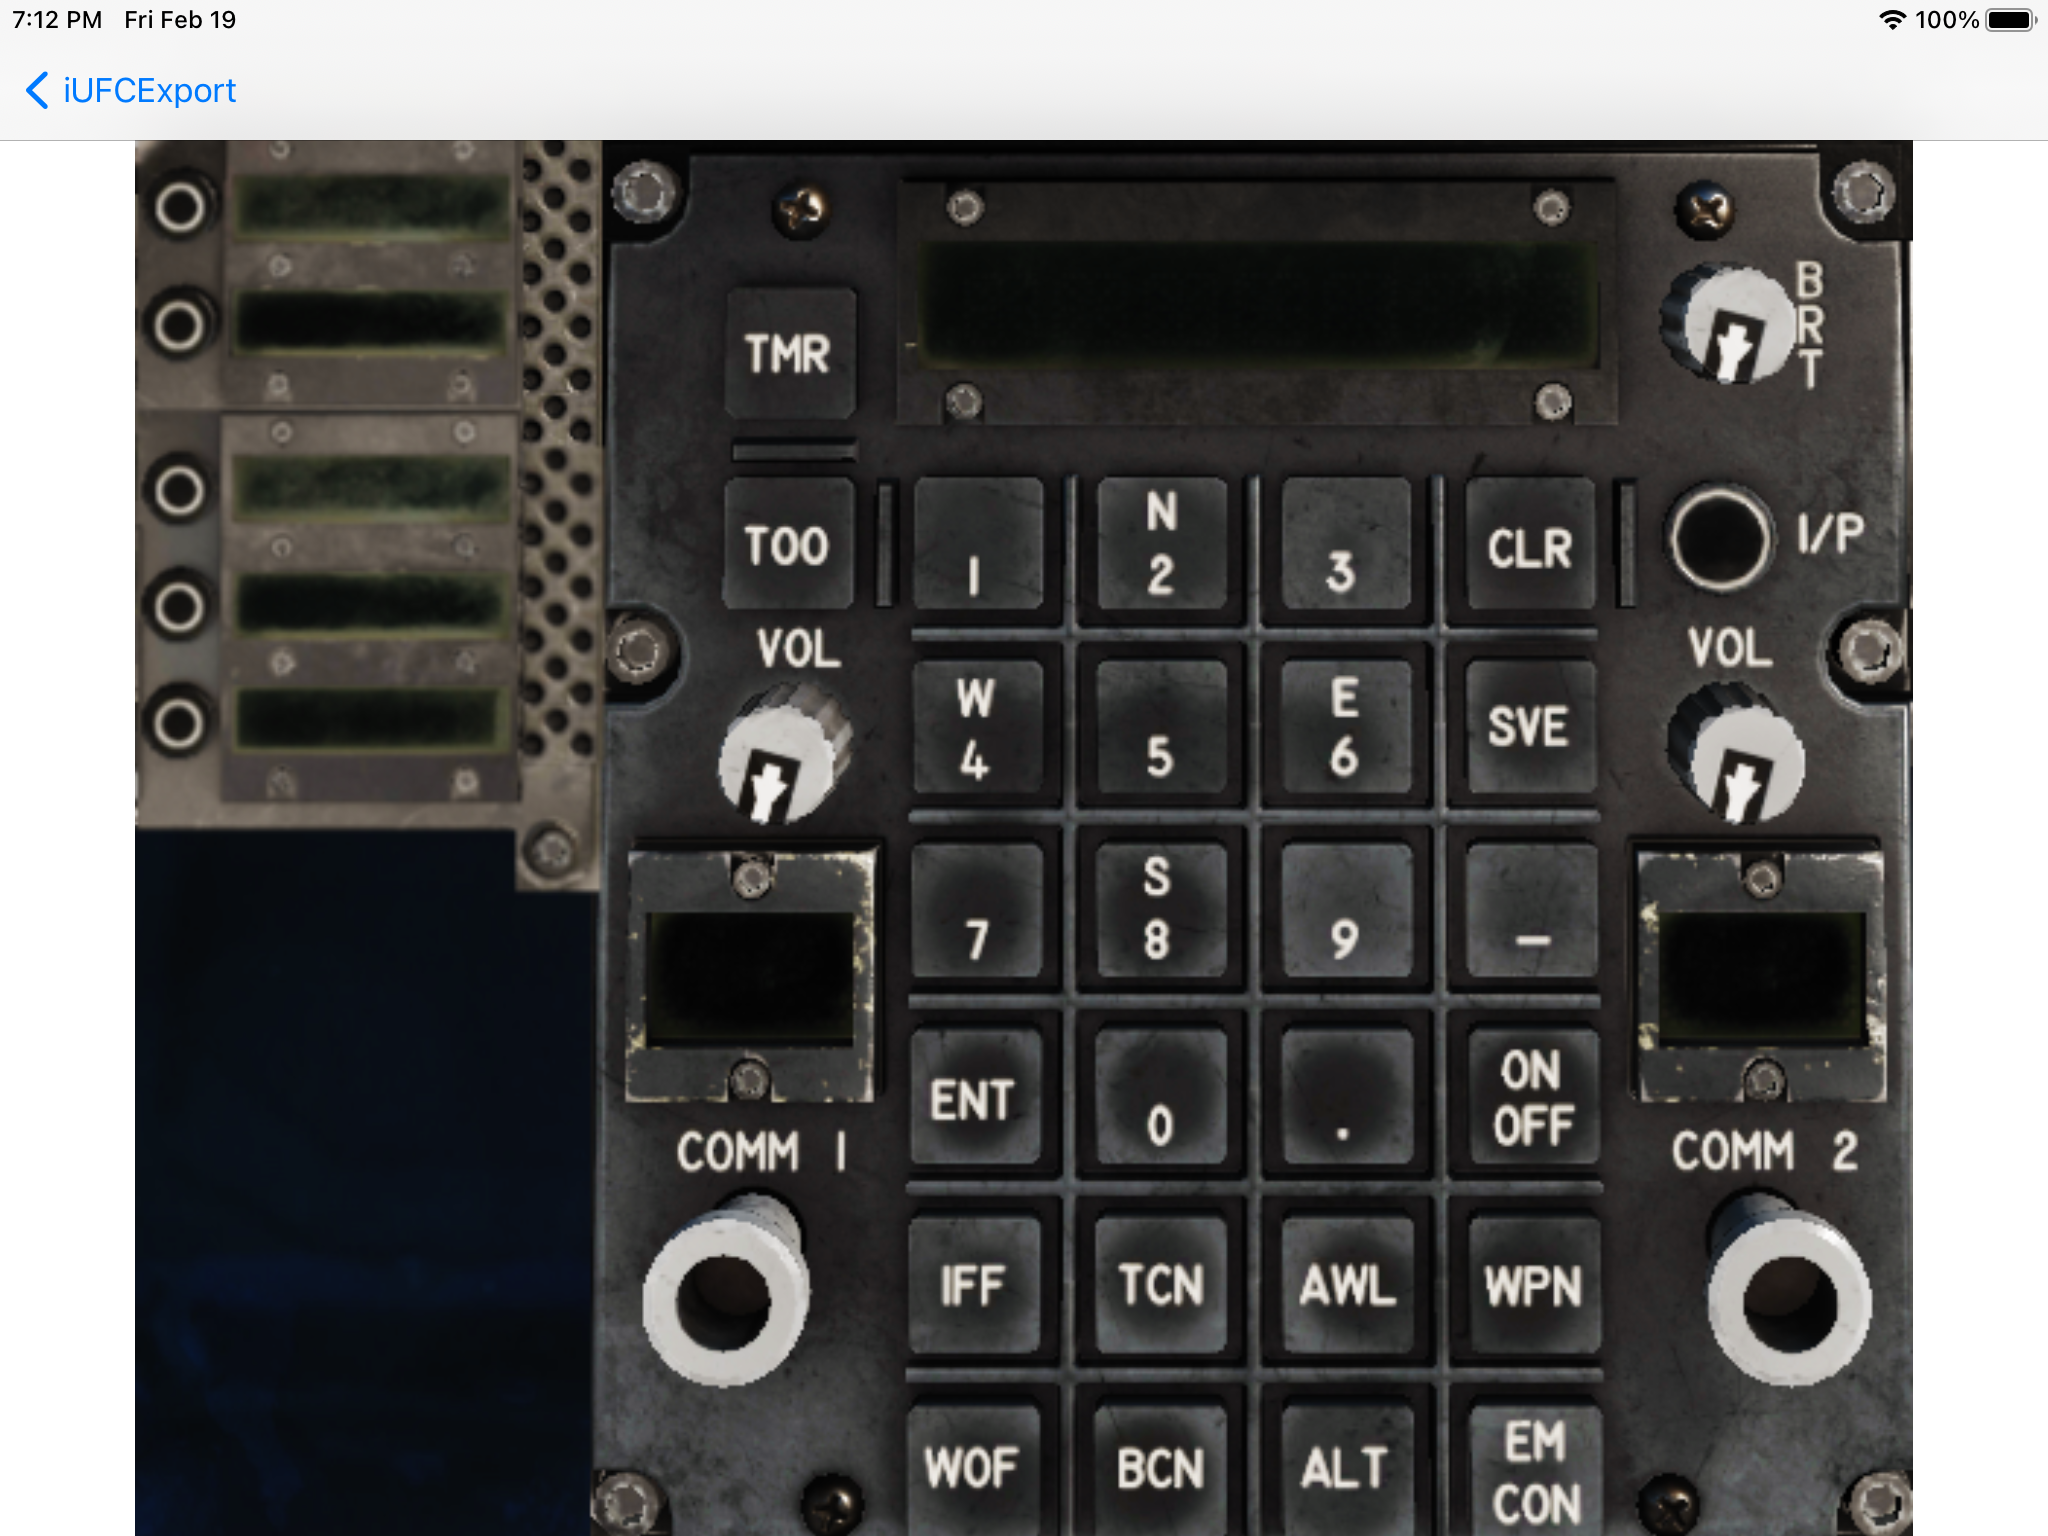 7:12 PM Fri Feb 19
100%
iUFCExport
BRT
TMR
TOO
1
N
2
3
CLR
I/P
VOL
VOL
W
4
5
E
6
SVE
7
S
8
9
–
ENT
0
.
ON
OFF
COMM 1
COMM 2
IFF
TCN
AWL
WPN
WOF
BCN
ALT
EM
CON